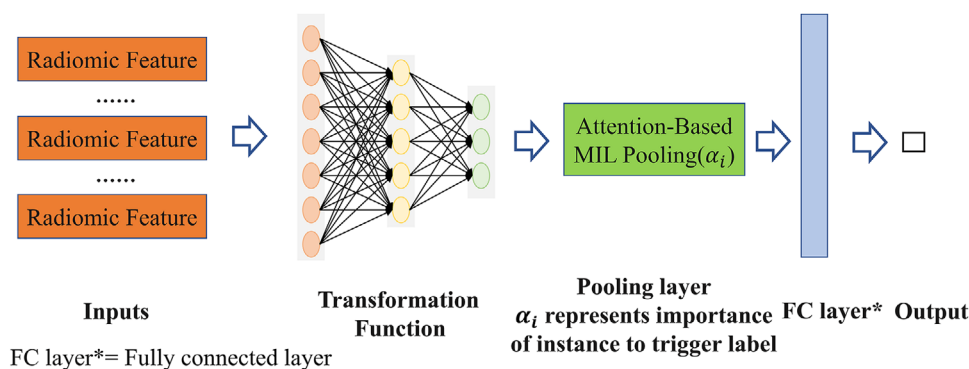 Radiomic Feature
......
Radiomic Feature
......
Radiomic Feature
Attention-Based
MIL Pooling(αᵢ)
Inputs
Transformation
Function
Pooling layer
αᵢ represents importance
of instance to trigger label
FC layer*
Output
FC layer*= Fully connected layer